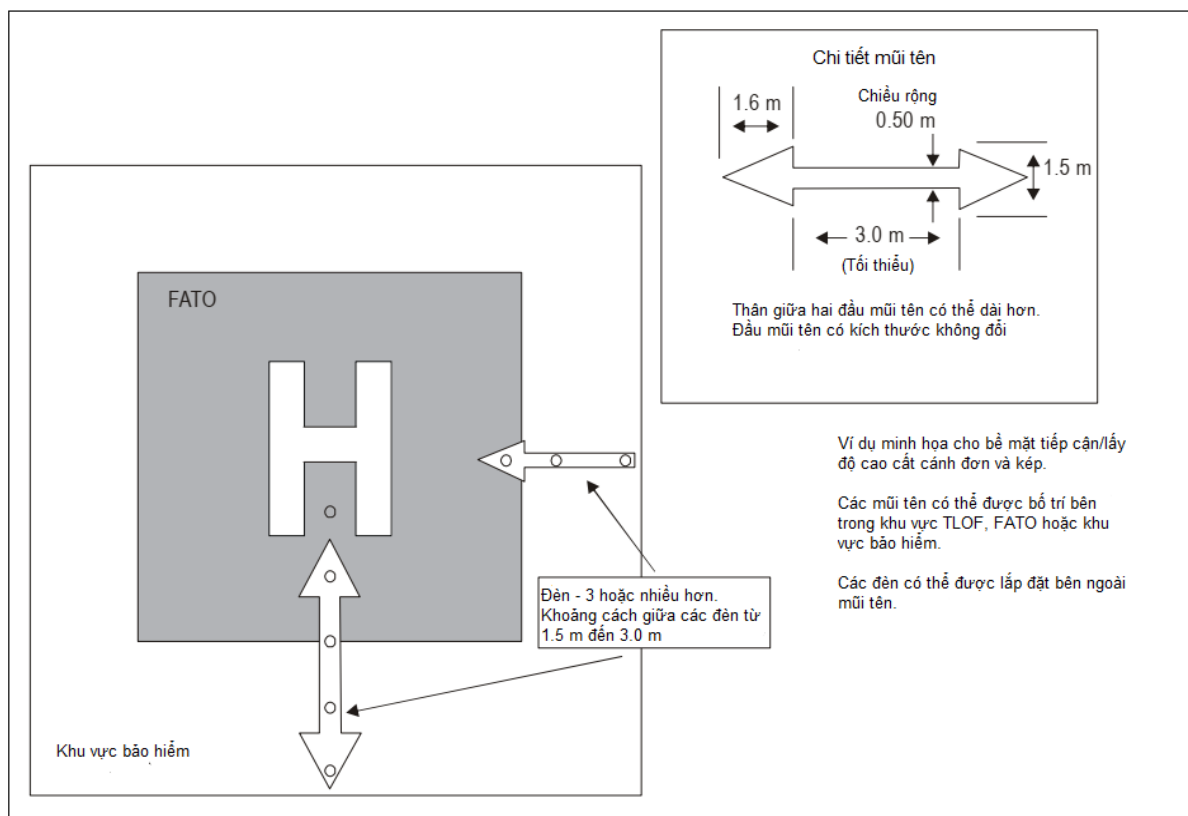 Chi tiết mũi tên
1.6 m
Chiều rộng
0.50 m
1.5 m
3.0 m
(Tối thiểu)
Thân giữa hai đầu mũi tên có thể dài hơn.
Đầu mũi tên có kích thước không đổi
FATO
H
Ví dụ minh họa cho bề mặt tiếp cận/lấy
độ cao cất cánh đơn và kép.
Các mũi tên có thể được bố trí bên
trong khu vực TLOF, FATO hoặc khu
vực bảo hiểm.
Các đèn có thể được lắp đặt bên ngoài
mũi tên.
Đèn - 3 hoặc nhiều hơn.
Khoảng cách giữa các đèn từ
1.5 m đến 3.0 m
Khu vực bảo hiểm